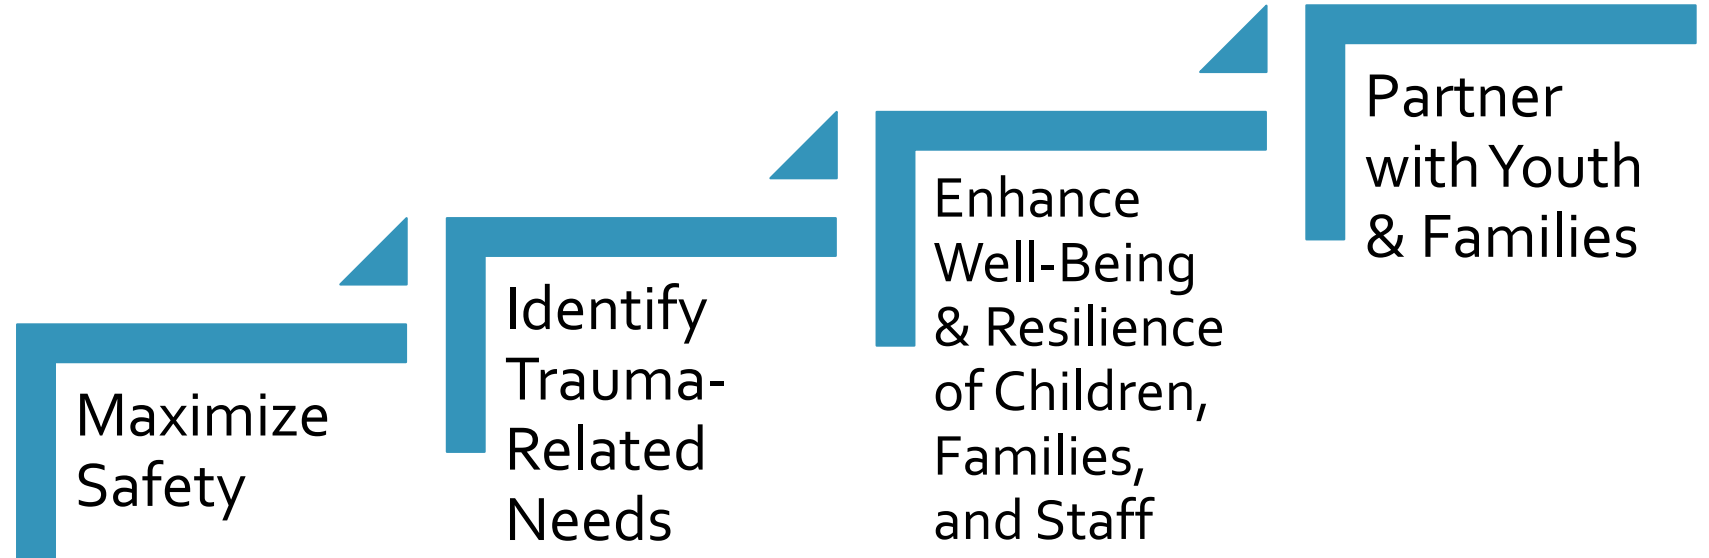 Maximize
Safety
Identify
Trauma-
Related
Needs
Enhance
Well-Being
& Resilience
of Children,
Families,
and Staff
Partner
with Youth
& Families